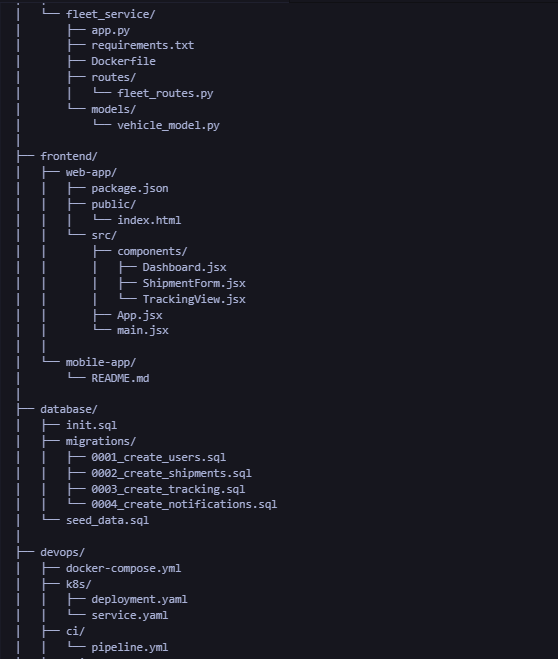 │   └── fleet_service/
│       ├── app.py
│       ├── requirements.txt
│       ├── Dockerfile
│       ├── routes/
│       │   └── fleet_routes.py
│       └── models/
│           └── vehicle_model.py
│
├── frontend/
│   ├── web-app/
│   │   ├── package.json
│   │   ├── public/
│   │   │   └── index.html
│   │   └── src/
│   │       ├── components/
│   │       │   ├── Dashboard.jsx
│   │       │   ├── ShipmentForm.jsx
│   │       │   └── TrackingView.jsx
│   │       ├── App.jsx
│   │       └── main.jsx
│   │
│   └── mobile-app/
│       └── README.md
│
├── database/
│   ├── init.sql
│   ├── migrations/
│   │   ├── 0001_create_users.sql
│   │   ├── 0002_create_shipments.sql
│   │   ├── 0003_create_tracking.sql
│   │   └── 0004_create_notifications.sql
│   └── seed_data.sql
│
├── devops/
│   ├── docker-compose.yml
│   ├── k8s/
│   │   ├── deployment.yaml
│   │   └── service.yaml
│   ├── ci/
│   │   └── pipeline.yml